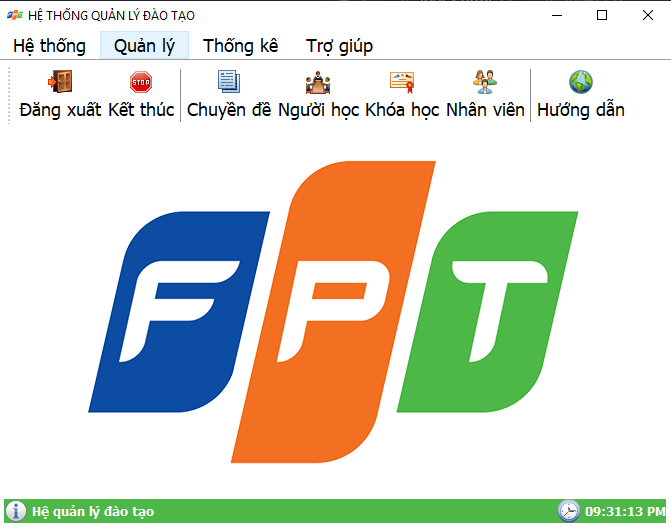 HỆ THỐNG QUẢN LÝ ĐÀO TẠO
Hệ thống Quản lý Thống kê Trợ giúp
STOP
Đăng xuất Kết thúc Chuyền đề Người học Khóa học Nhân viên Hướng dẫn
FPT
Hệ quản lý đào tạo 09:31:13 PM